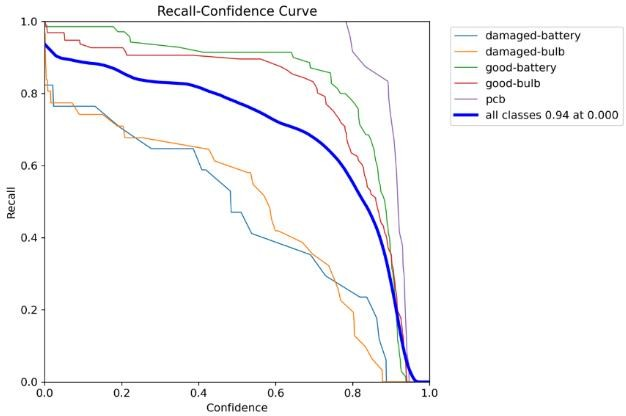 Recall-Confidence Curve
damaged-battery
damaged-bulb
good-battery
good-bulb
pcb
all classes 0.94 at 0.000
Recall
1.0
0.8
0.6
0.4
0.2
0.0
0.0 0.2 0.4 0.6 0.8 1.0
Confidence